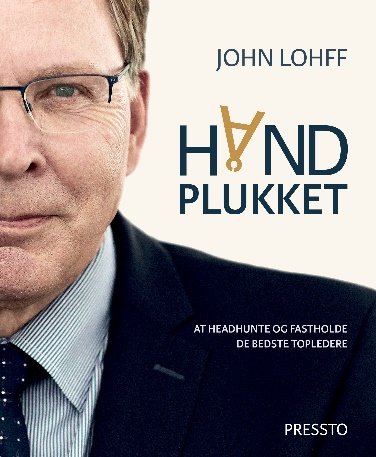 JOHN LOHFF
HÅND
PLUKKET
AT HEADHUNTE OG FASTHOLDE
DE BEDSTE TOPLEDERE
PRESSTO